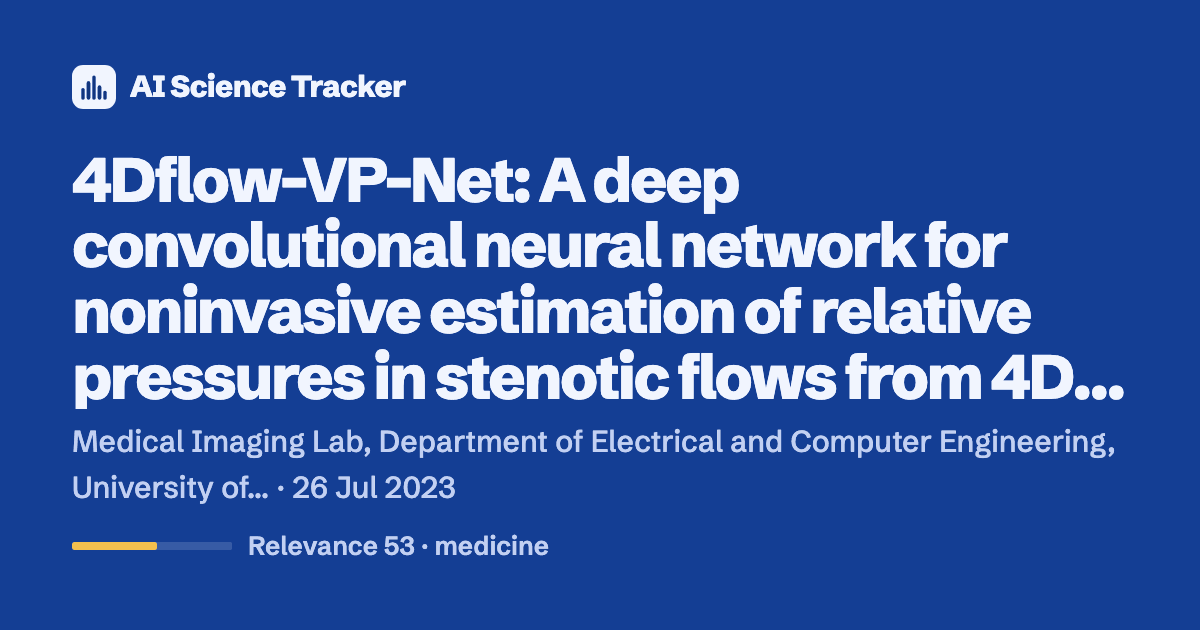 AI Science Tracker
4Dflow-VP-Net: A deep
convolutional neural network for
noninvasive estimation of relative
pressures in stenotic flows from 4D...
Medical Imaging Lab, Department of Electrical and Computer Engineering,
University of... · 26 Jul 2023
Relevance 53 · medicine